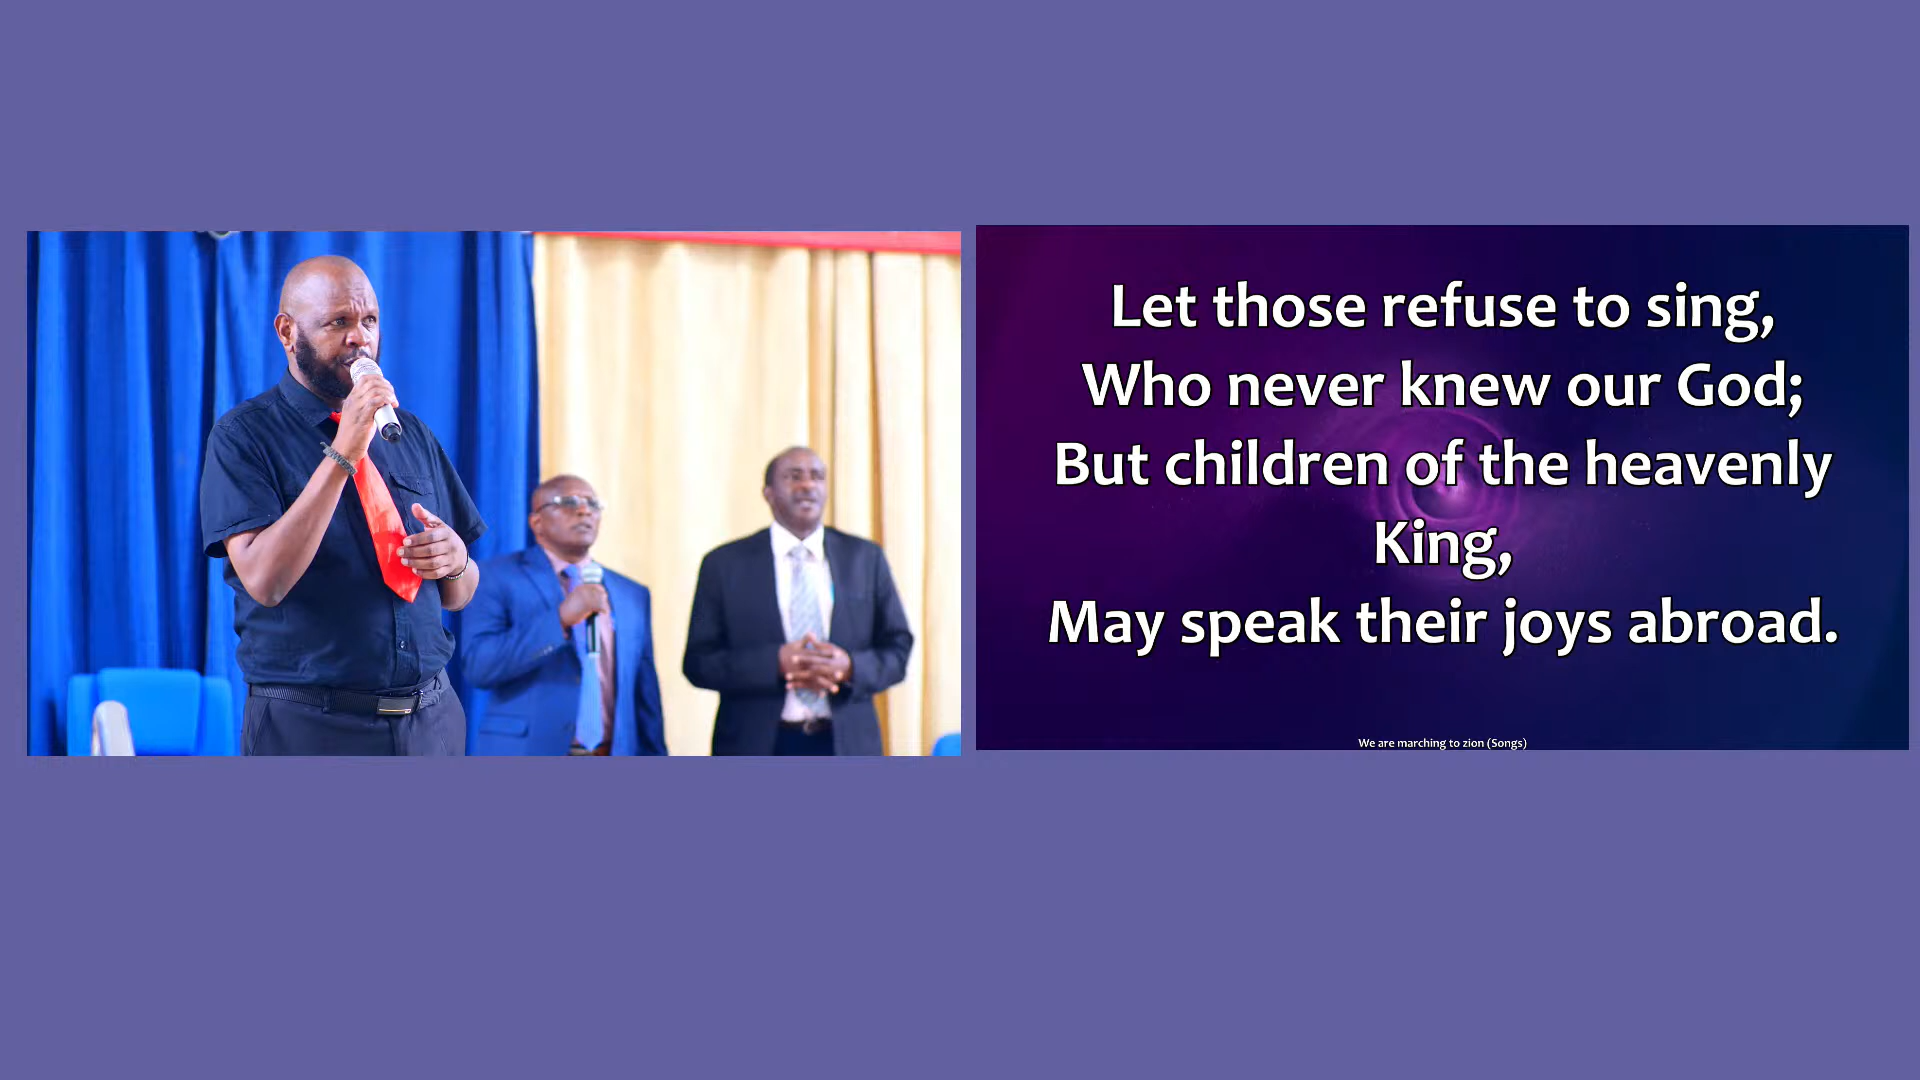 Let those refuse to sing,
Who never knew our God;
But children of the heavenly
King,
May speak their joys abroad.
We are marching to zion (Songs)